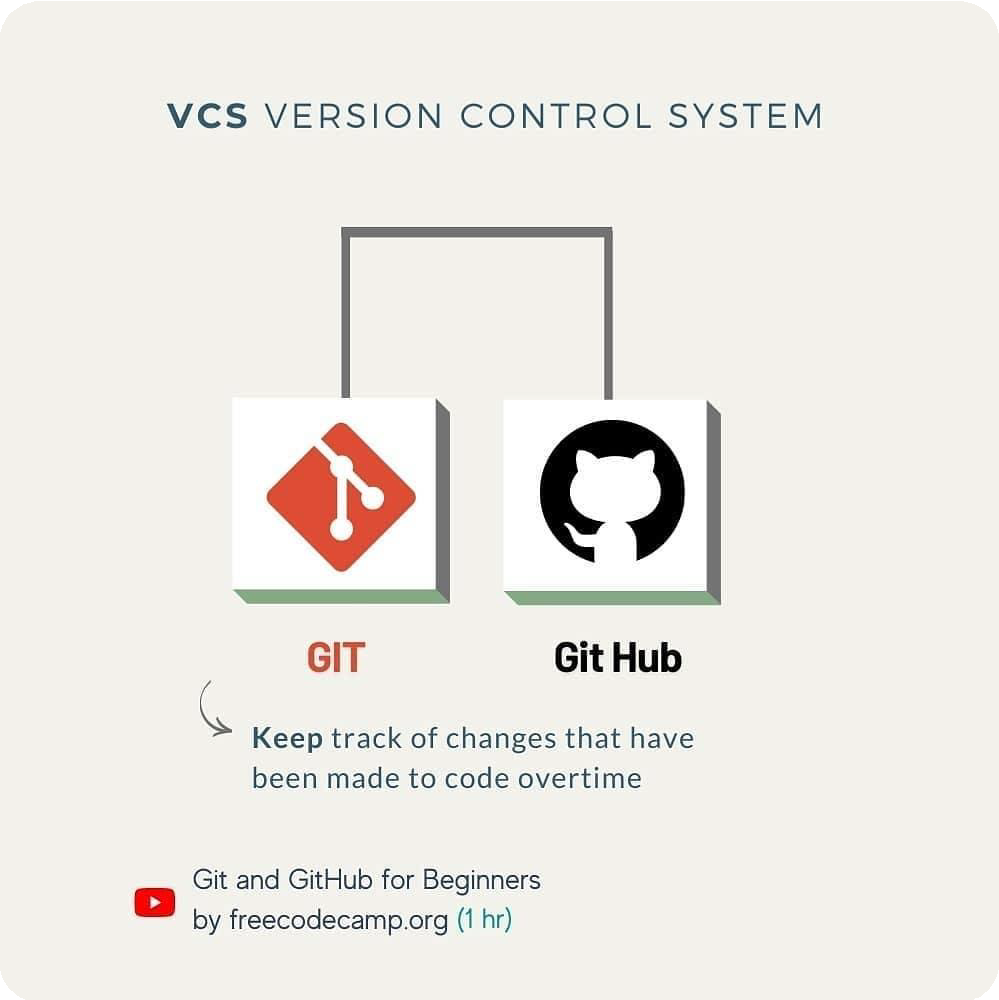 VCS VERSION CONTROL SYSTEM
GIT
Git Hub
Keep track of changes that have
been made to code overtime
Git and GitHub for Beginners
by freecodecamp.org (1 hr)